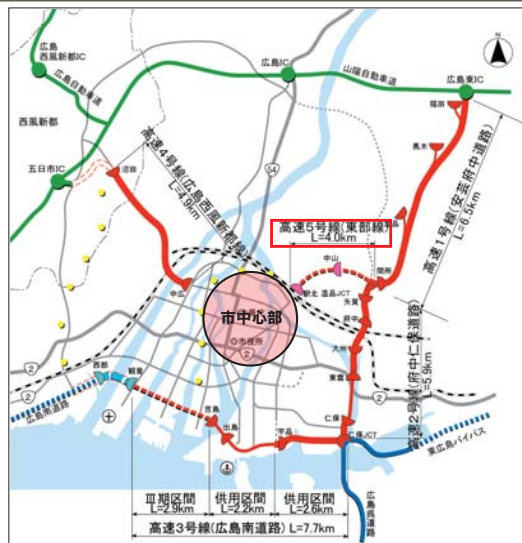 広島
西風新都IC
広島自動車道
西風新都
五日市IC
沼田
広島IC
山陽自動車道
広島東IC
福田
馬木
高速4号線(広島西風新都線)
L=4.9km
54
高速5号線(東部線)
L=4.0km
高速1号線(安芸府中道路)
L=6.5km
中山
間所
温品JCT
矢賀
府中
中広
市中心部
市役所
2
大州
東雲
高速2号線(府中仁保道路)
L=5.9km
2
2
2
西部
観音
広島南道路
吉島
出島
宇品
仁保
仁保JCT
東広島バイパス
広島呉道路
Ⅲ期区間
L=2.9km
供用区間
L=2.2km
供用区間
L=2.6km
高速3号線(広島南道路) L=7.7km